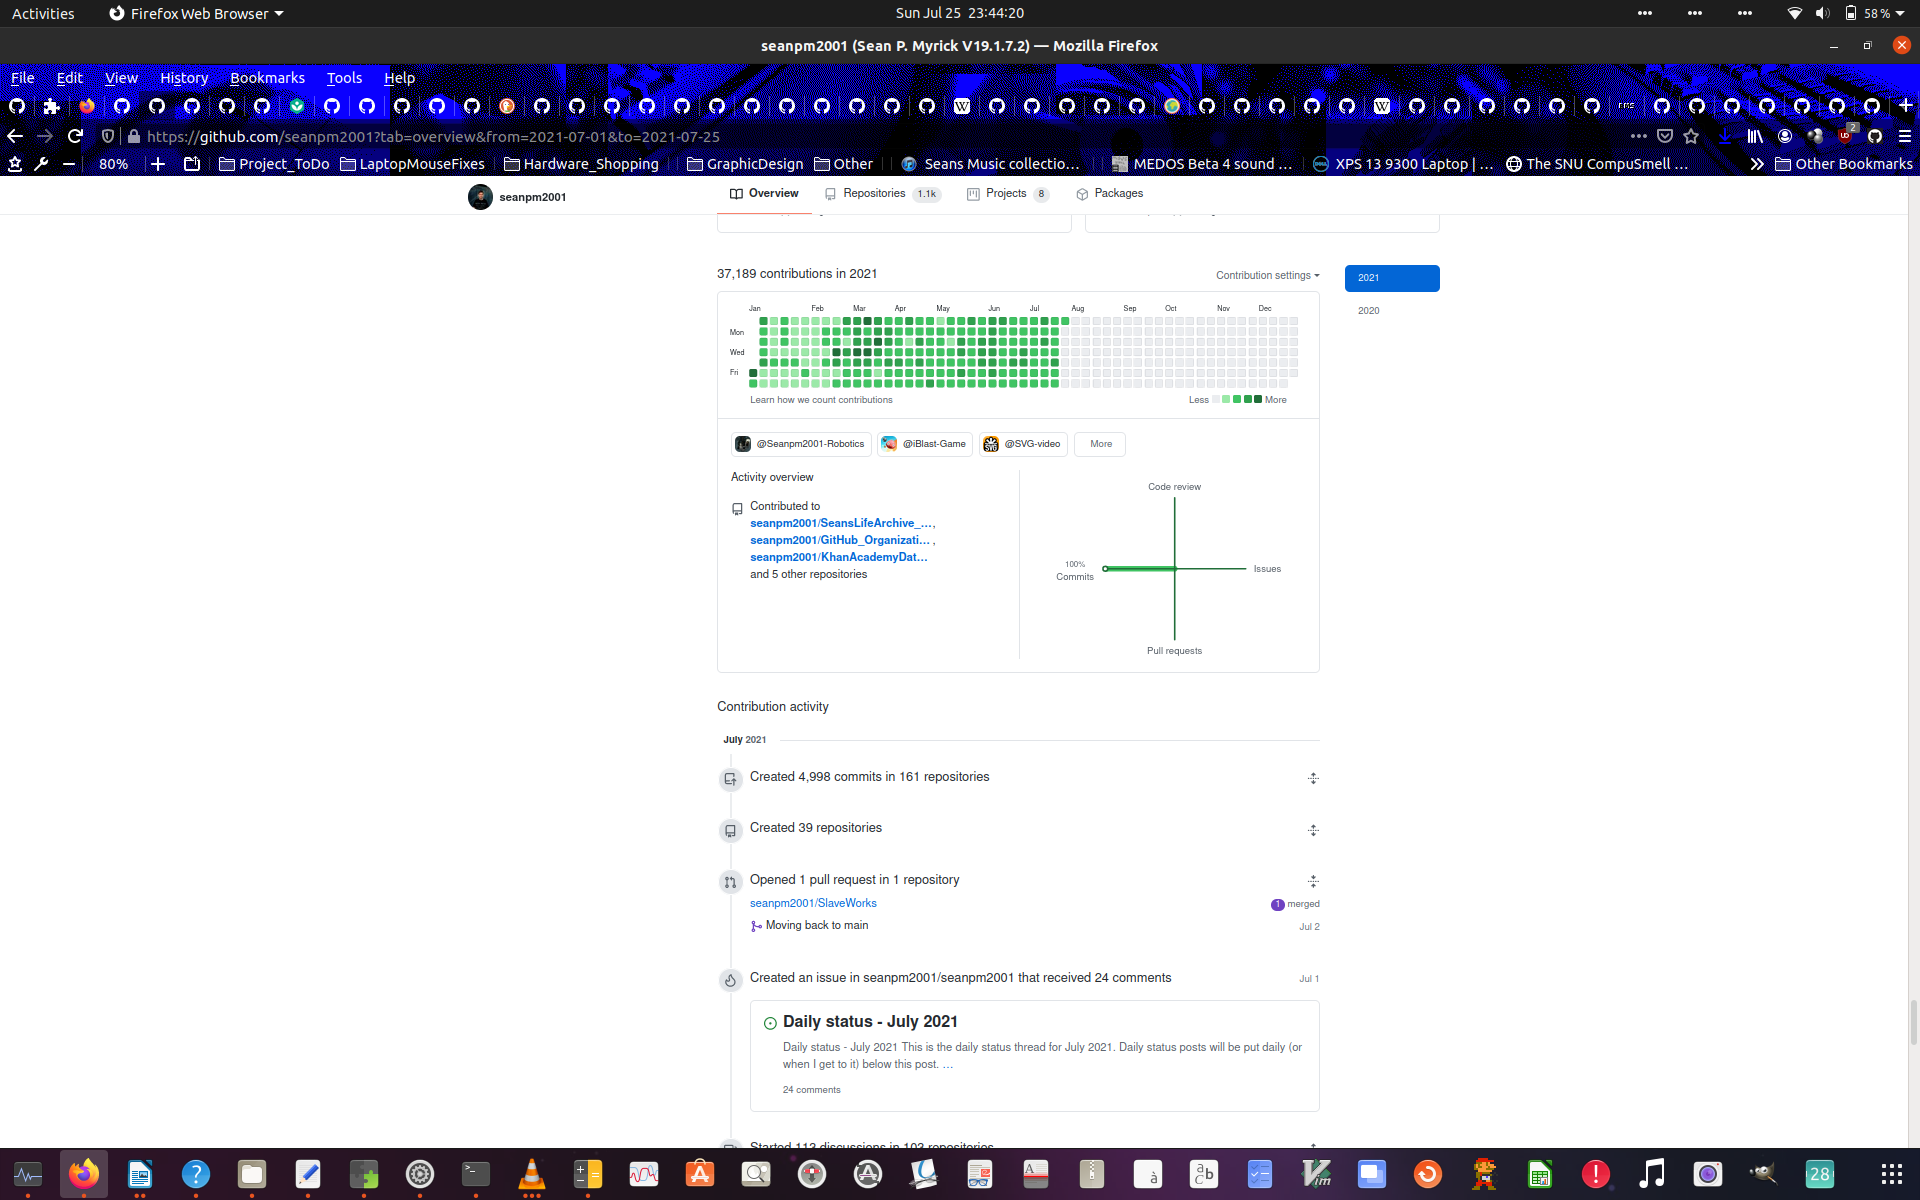 Activities
Firefox Web Browser
Sun Jul 25 23:44:20
58 %
seanpm2001 (Sean P. Myrick V19.1.7.2) — Mozilla Firefox
File Edit View History Bookmarks Tools Help
https://github.com/seanpm2001?tab=overview&from=2021-07-01&to=2021-07-25
2
80%
Project_ToDo
LaptopMouseFixes
Hardware_Shopping
GraphicDesign
Other
Seans Music collectio…
MEDOS Beta 4 sound …
XPS 13 9300 Laptop | …
The SNU CompuSmell …
Other Bookmarks
seanpm2001
Overview
Repositories 1.1k
Projects 8
Packages
37,189 contributions in 2021
Contribution settings
2021
2020
Jan Feb Mar Apr May Jun Jul Aug Sep Oct Nov Dec
Mon
Wed
Fri
Learn how we count contributions
Less More
@Seanpm2001-Robotics
@iBlast-Game
@SVG-video
More
Activity overview
Contributed to
seanpm2001/SeansLifeArchive_…,
seanpm2001/GitHub_Organizati… ,
seanpm2001/KhanAcademyDat…
and 5 other repositories
Code review
100%
Commits
Issues
Pull requests
Contribution activity
July 2021
Created 4,998 commits in 161 repositories
Created 39 repositories
Opened 1 pull request in 1 repository
seanpm2001/SlaveWorks
1 merged
Moving back to main
Jul 2
Created an issue in seanpm2001/seanpm2001 that received 24 comments
Jul 1
Daily status - July 2021
Daily status - July 2021 This is the daily status thread for July 2021. Daily status posts will be put daily (or
when I get to it) below this post. …
24 comments
Started 113 discussions in 103 repositories
28